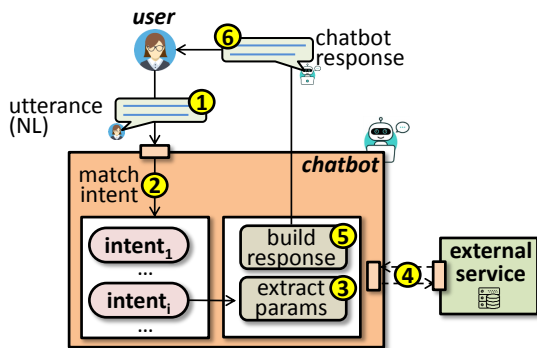 user
6
chatbot
response
utterance
(NL)
1
chatbot
match
intent
2
intent1
...
intenti
...
build
response
5
extract
params
3
4
external
service